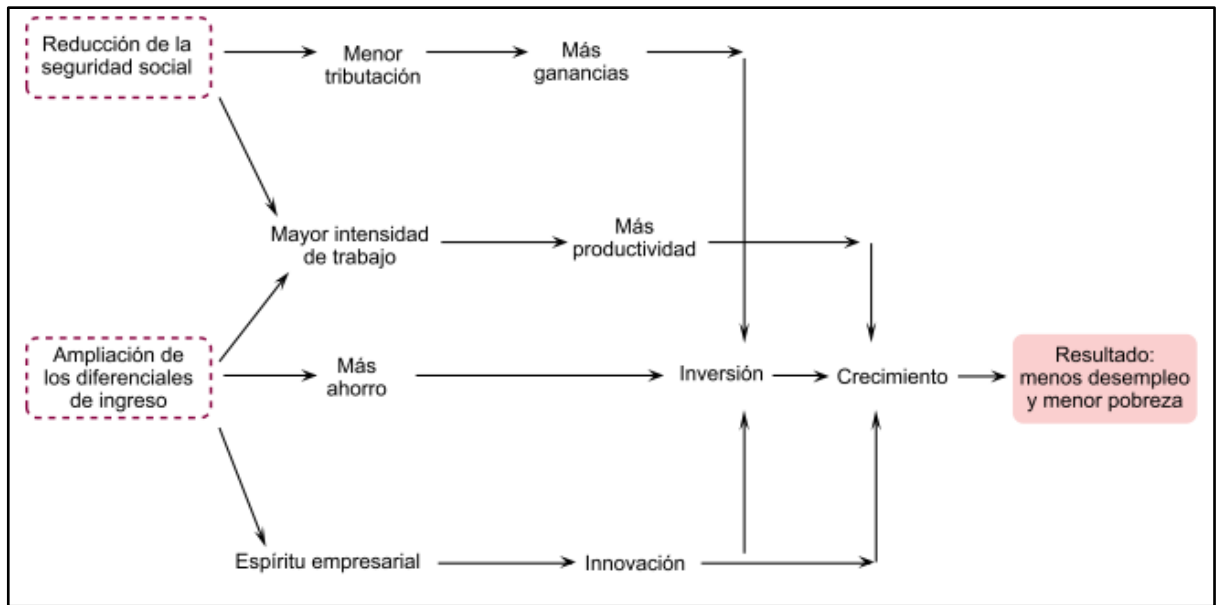 Reducción de la
seguridad social
Menor
tributación
Más
ganancias
Mayor intensidad
de trabajo
Más
productividad
Ampliación de
los diferenciales
de ingreso
Más
ahorro
Inversión
Crecimiento
Resultado:
menos desempleo
y menor pobreza
Espíritu empresarial
Innovación